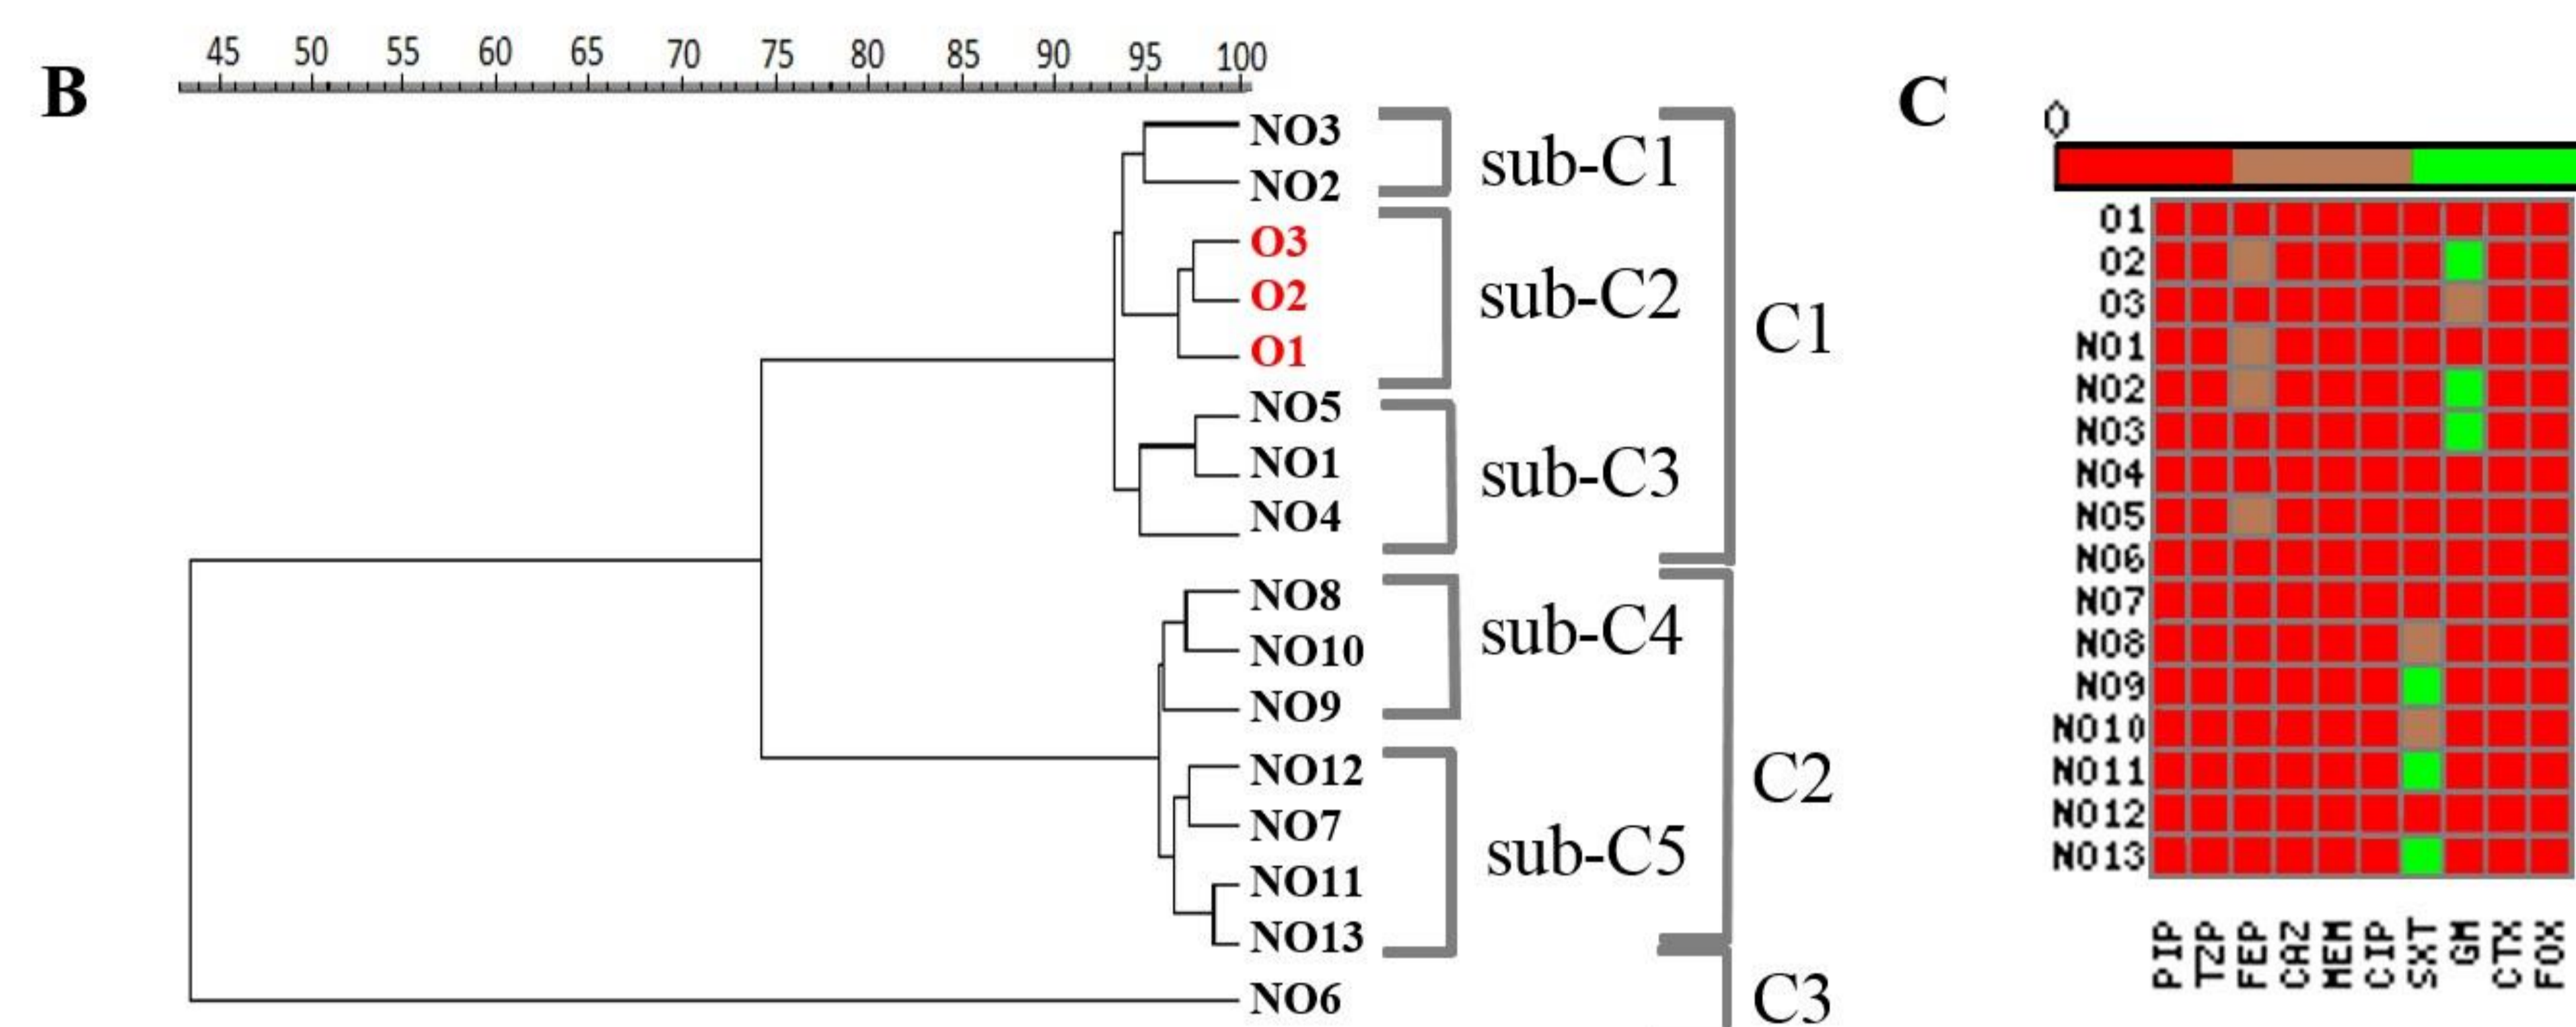 B
45 50 55 60 65 70 75 80 85 90 95 100
NO3
NO2
O3
O2
O1
NO5
NO1
NO4
NO8
NO10
NO9
NO12
NO7
NO11
NO13
NO6
sub-C1
sub-C2
sub-C3
sub-C4
sub-C5
C1
C2
C3
C
0
O1
O2
O3
NO1
NO2
NO3
NO4
NO5
NO6
NO7
NO8
NO9
NO10
NO11
NO12
NO13
PIP
TZP
FEP
CAZ
MEM
CIP
SXT
GM
CTX
FOX